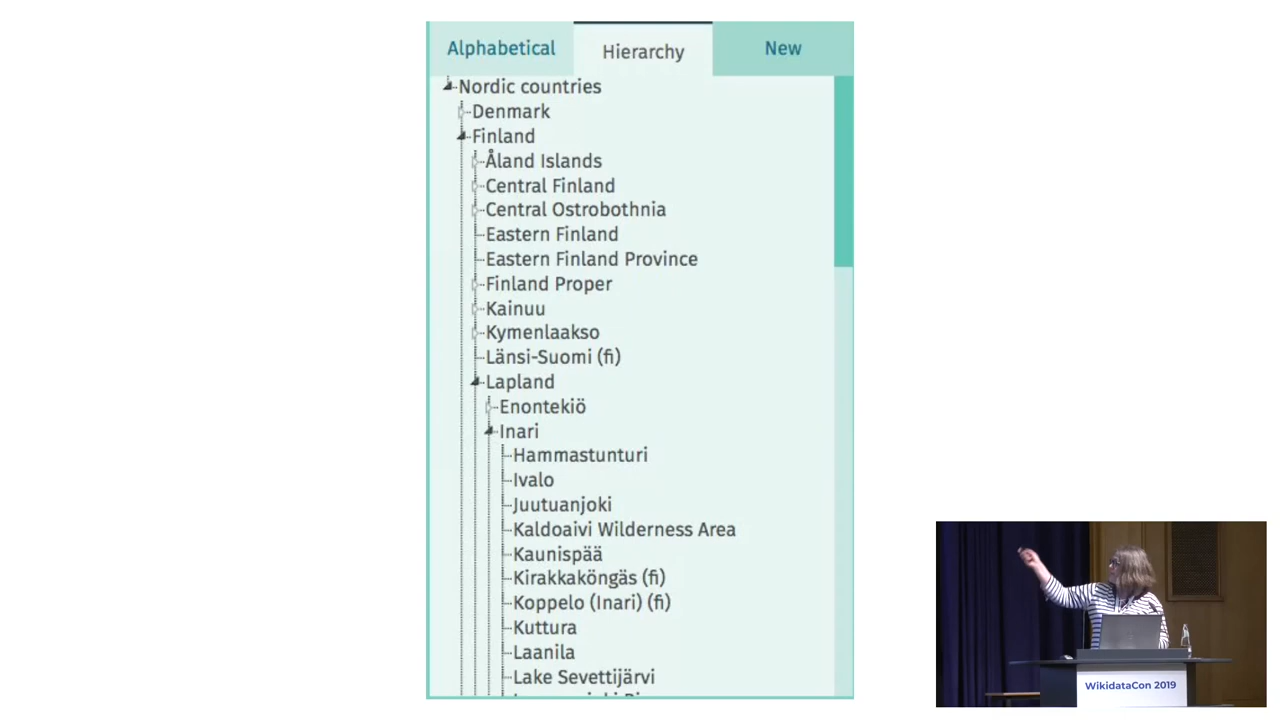 Alphabetical
Hierarchy
New
Nordic countries
Denmark
Finland
Åland Islands
Central Finland
Central Ostrobothnia
Eastern Finland
Eastern Finland Province
Finland Proper
Kainuu
Kymenlaakso
Länsi-Suomi (fi)
Lapland
Enontekiö
Inari
Hammastunturi
Ivalo
Juutuanjoki
Kaldoaivi Wilderness Area
Kaunispää
Kirakkaköngäs (fi)
Koppelo (Inari) (fi)
Kuttura
Laanila
Lake Sevettijärvi
WikidataCon 2019